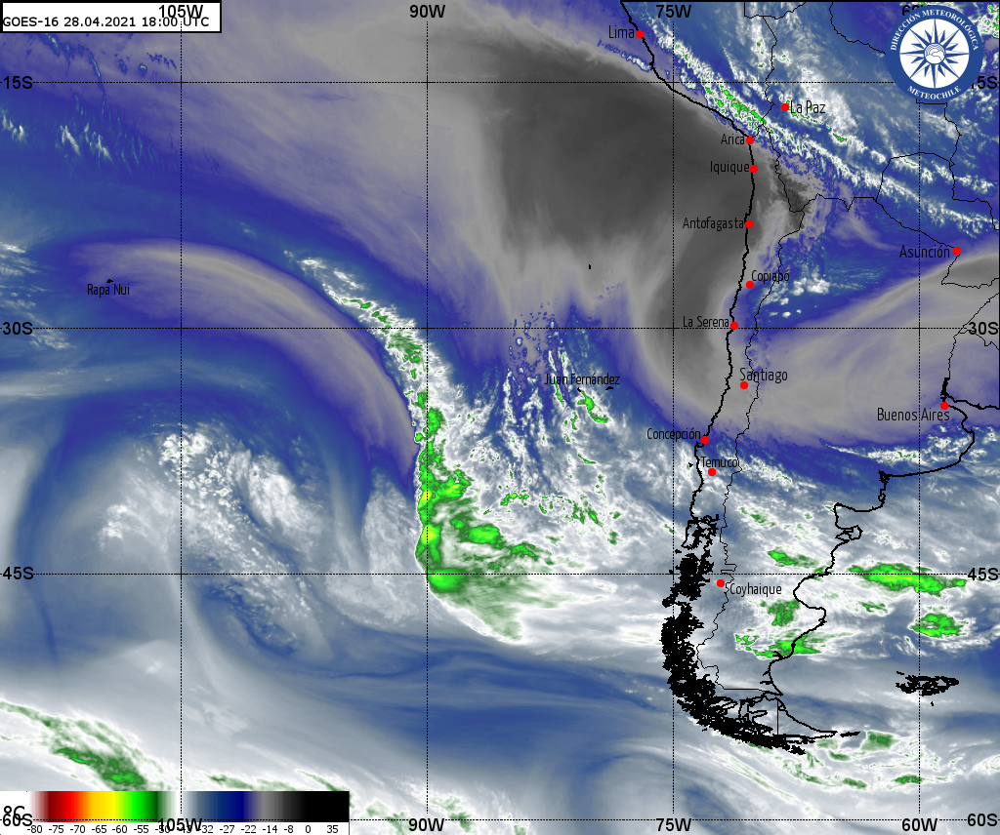 GOES-16 28.04.2021 18:00 UTC
105W
90W
75W
DIRECCIÓN METEOROLÓGICA
METEOCHILE
Lima
15S
La Paz
Arica
Iquique
Antofagasta
Asunción
Copiapo
Rapa Nui
La Serena
30S
30S
Juan Fernández
Santiago
Buenos Aires
Concepción
Temuco
45S
45S
Coyhaique
60S
105W
90W
75W
60W
60S
-80 -75 -70 -65 -60 -55 -50 -43 -32 -27 -22 -14 -8 0 35